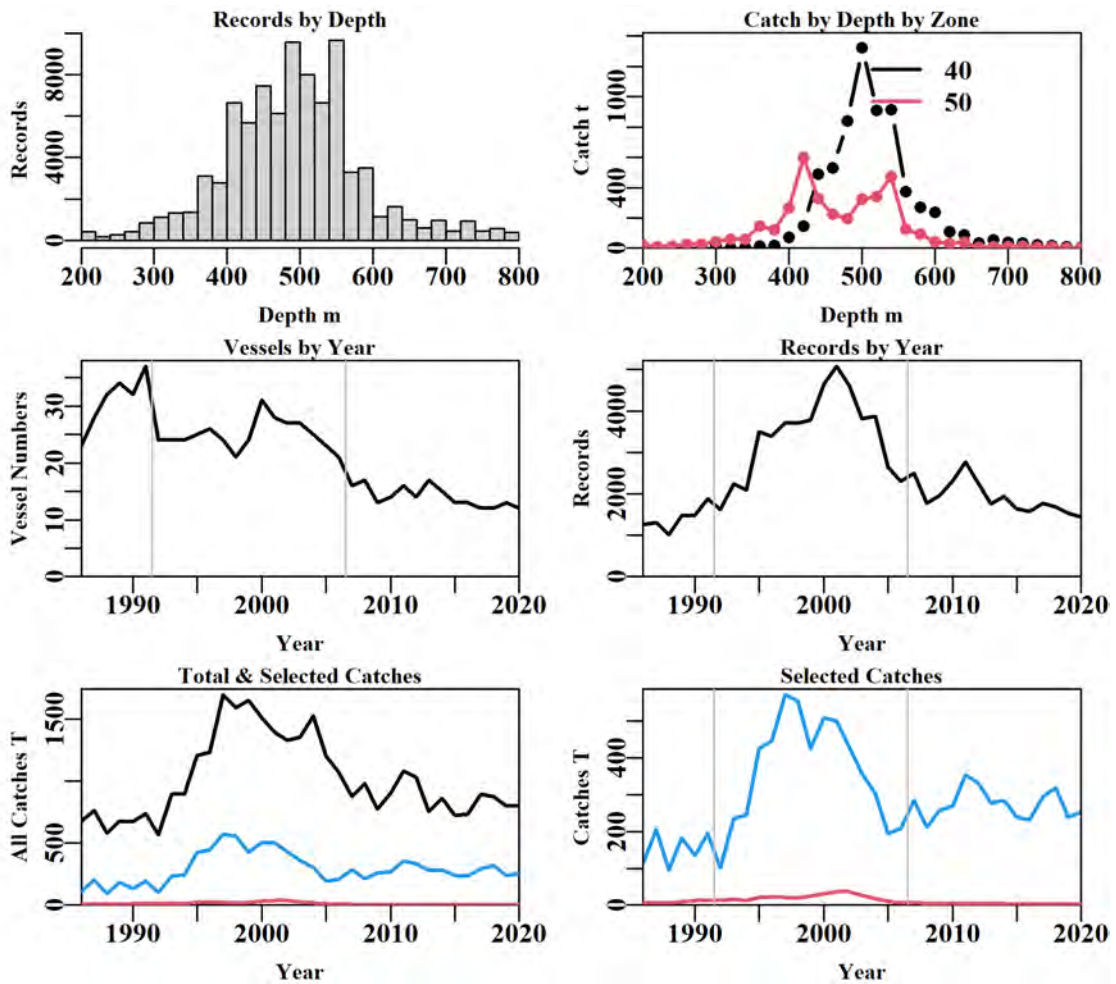 Records by Depth
Records
0 4000 8000
200 300 400 500 600 700 800
Depth m
Catch by Depth by Zone
Catch t
0 400 1000
40
50
200 300 400 500 600 700 800
Depth m
Vessels by Year
Vessel Numbers
0 10 20 30
1990 2000 2010 2020
Year
Records by Year
Records
0 2000 4000
1990 2000 2010 2020
Year
Total & Selected Catches
All Catches T
0 500 1500
1990 2000 2010 2020
Year
Selected Catches
Catches T
0 200 400
1990 2000 2010 2020
Year